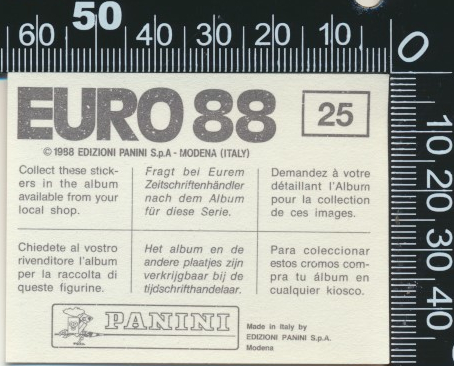 60 50 40 30 20 10 0
EURO 88
25
© 1988 EDIZIONI PANINI S.p.A - MODENA (ITALY)
Collect these stick-
ers in the album
available from your
local shop.
Fragt bei Eurem
Zeitschriftenhändler
nach dem Album
für diese Serie.
Demandez à votre
détaillant l'Album
pour la collection
de ces images.
Chiedete al vostro
rivenditore l'album
per la raccolta di
queste figurine.
Het album en de
andere plaatjes zijn
verkrijgbaar bij de
tijdschrifthandelaar.
Para coleccionar
estos cromos com-
pra tu álbum en
cualquier kiosco.
PANINI
Made in Italy by
EDIZIONI PANINI S.p.A.
Modena
10
20
30
40